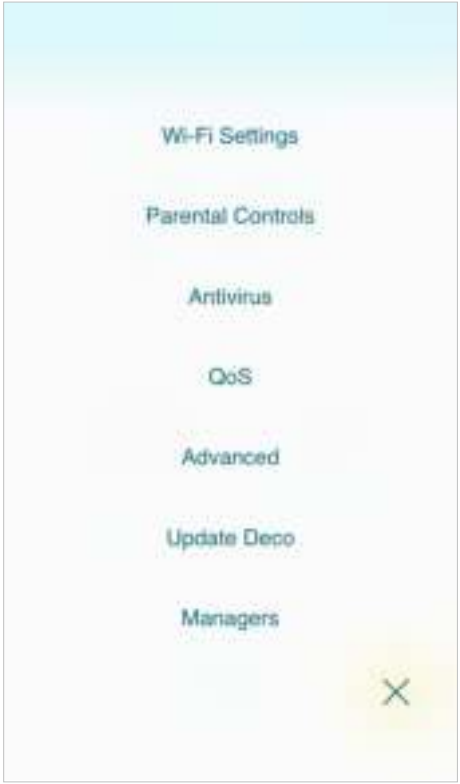 Wi-Fi Settings
Parental Controls
Antivirus
QoS
Advanced
Update Deco
Managers